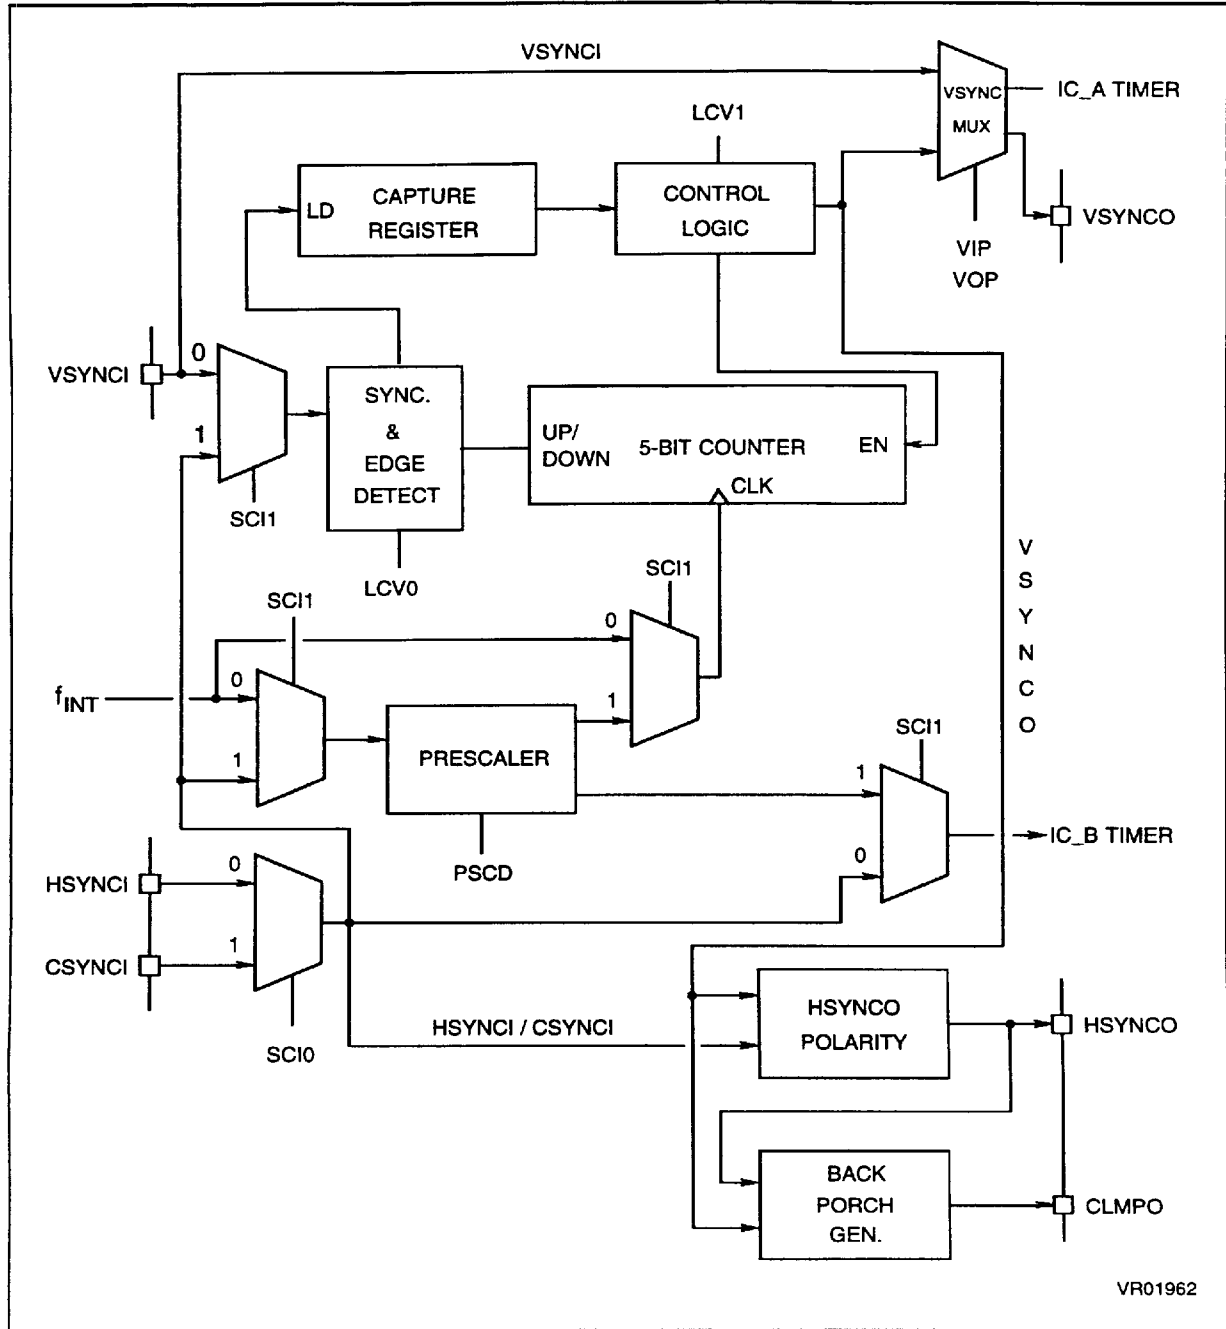 VSYNCI
VSYNC
MUX
IC_A TIMER
LCV1
LD
CAPTURE
REGISTER
CONTROL
LOGIC
VSYNCO
VIP
VOP
VSYNCI
0
1
SCI1
SYNC.
&
EDGE
DETECT
LCV0
UP/
DOWN
5-BIT COUNTER
EN
CLK
V
S
Y
N
C
O
SCI1
SCI1
0
1
fINT
0
1
PRESCALER
PSCD
SCI1
1
0
IC_B TIMER
HSYNCI
0
CSYNCI
1
SCI0
HSYNCI / CSYNCI
HSYNCO
POLARITY
HSYNCO
BACK
PORCH
GEN.
CLMPO
VR01962